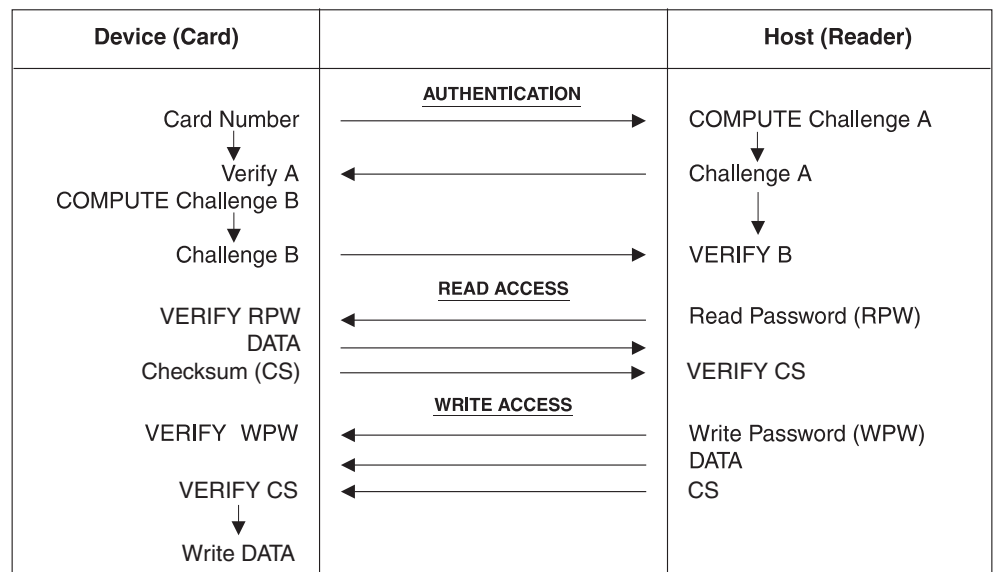 Device (Card) Host (Reader)
AUTHENTICATION
Card Number COMPUTE Challenge A
Verify A Challenge A
COMPUTE Challenge B
Challenge B VERIFY B
READ ACCESS
VERIFY RPW Read Password (RPW)
DATA
Checksum (CS) VERIFY CS
WRITE ACCESS
VERIFY WPW Write Password (WPW)
DATA
VERIFY CS CS
Write DATA